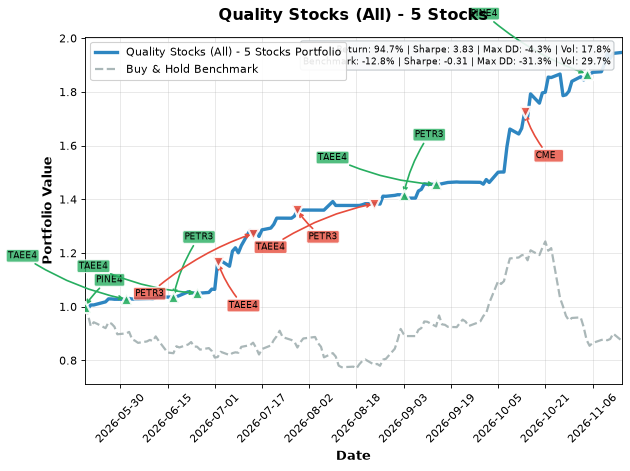 Quality Stocks (All) - 5 Stocks
PINE4
Quality Stocks (All) - 5 Stocks Portfolio
Buy & Hold Benchmark
turn: 94.7% | Sharpe: 3.83 | Max DD: -4.3% | Vol: 17.8%
Benchmark: -12.8% | Sharpe: -0.31 | Max DD: -31.3% | Vol: 29.7%
2.0
1.8
1.6
1.4
1.2
1.0
0.8
Portfolio Value
TAEE4
TAEE4
PINE4
PETR3
PETR3
TAEE4
TAEE4
PETR3
TAEE4
PETR3
CME
2026-05-30
2026-06-15
2026-07-01
2026-07-17
2026-08-02
2026-08-18
2026-09-03
2026-09-19
2026-10-05
2026-10-21
2026-11-06
Date